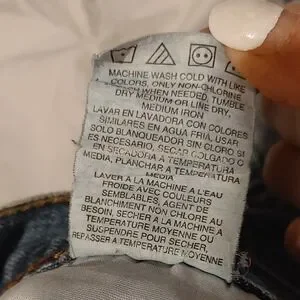 MACHINE WASH COLD WITH LIKE
COLORS, ONLY NON-CHLORINE
BLEACH WHEN NEEDED, TUMBLE
DRY MEDIUM OR LINE DRY,
MEDIUM IRON
LAVAR EN LAVADORA CON COLORES
SIMILARES EN AGUA FRIA, USAR
SOLO BLANQUEADOR SIN CLORO SI
ES NECESARIO, SECAR COLGADO O
EN SECADORA A TEMPERATURA
MEDIA, PLANCHAR A TEMPERATURA
MEDIA
LAVER À LA MACHINE A L'EAU
FROIDE AVEC COULEURS
SEMBLABLES, AGENT DE
BLANCHIMENT NON CHLORE AU
BESOIN, SECHER À LA MACHINE A
TEMPÉRATURE MOYENNE OU
SUSPENDRE POUR SECHER,
REPASSER A TEMPERATURE MOYENNE